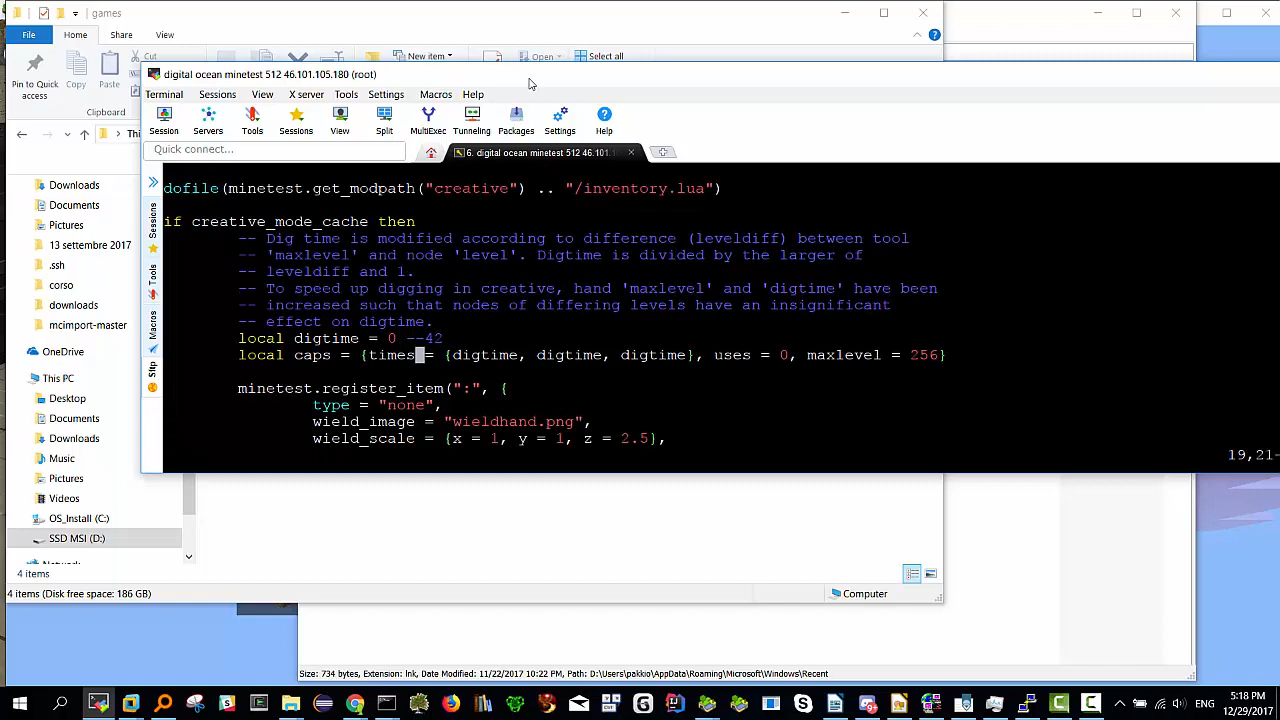 games
File
Home
Share
View
Pin to Quick access
Copy
Paste
Cut
New item
Open
Select all
Clipboard
digital ocean minetest 512 46.101.105.180 (root)
Terminal
Sessions
View
X server
Tools
Settings
Macros
Help
Session
Servers
Tools
Sessions
View
Split
MultiExec
Tunneling
Packages
Settings
Help
Quick connect...
6. digital ocean minetest 512 46.101.
Sessions
Tools
Macros
Sftp
dofile(minetest.get_modpath("creative") .. "/inventory.lua")
if creative_mode_cache then
-- Dig time is modified according to difference (leveldiff) between tool
-- 'maxlevel' and node 'level'. Digtime is divided by the larger of
-- leveldiff and 1.
-- To speed up digging in creative, hand 'maxlevel' and 'digtime' have been
-- increased such that nodes of differing levels have an insignificant
-- effect on digtime.
local digtime = 0 --42
local caps = {times = {digtime, digtime, digtime}, uses = 0, maxlevel = 256}
minetest.register_item(":", {
type = "none",
wield_image = "wieldhand.png",
wield_scale = {x = 1, y = 1, z = 2.5},
19,21-
Downloads
Documents
Pictures
13 settembre 2017
.ssh
corso
downloads
mcimport-master
OneDrive
This PC
Desktop
Documents
Downloads
Music
Pictures
Videos
OS_Install (C:)
SSD MSI (D:)
4 items
4 items (Disk free space: 186 GB)
Computer
Size: 734 bytes, Extension: lnk, Date Modified: 11/22/2017 10:22 PM, Path: D:\Users\pakkio\AppData\Roaming\Microsoft\Windows\Recent
ENG
5:18 PM
12/29/2017